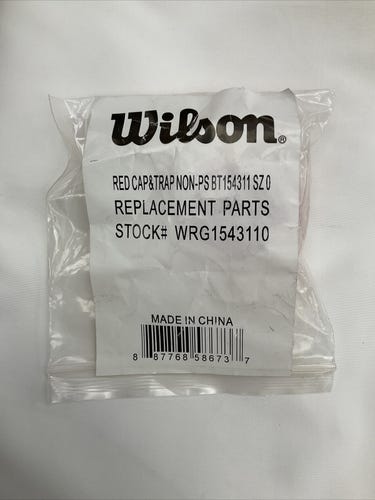 Wilson®
RED CAP&TRAP NON-PS BT154311 SZ 0
REPLACEMENT PARTS
STOCK# WRG1543110
MADE IN CHINA
8 87768 58673 7